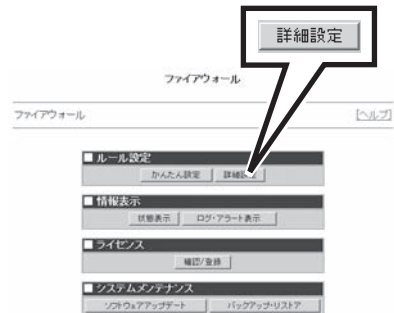 詳細設定
ファイアウォール
ファイアウォール [ヘルプ]
■ ルール設定
かんたん設定 詳細設定
■ 情報表示
状態表示 ログ・アラート表示
■ ライセンス
確認/登録
■ システムメンテナンス
ソフトウェアアップデート バックアップ・リストア